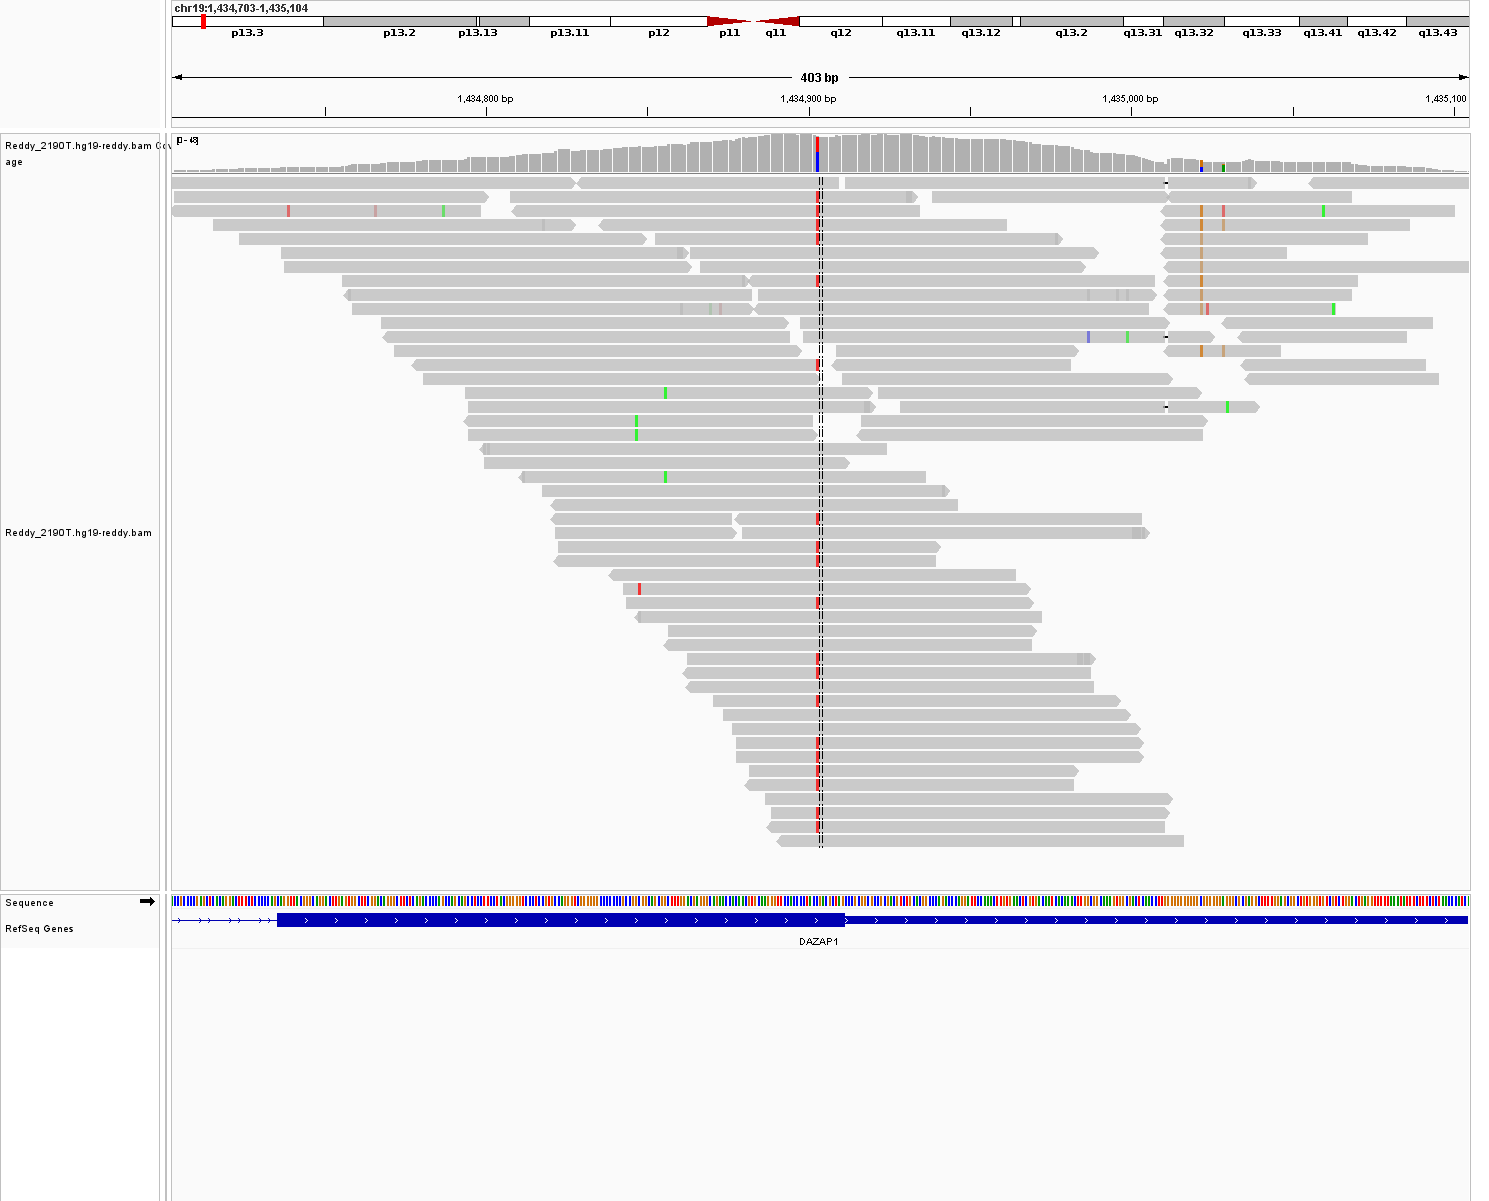 chr19:1,434,703-1,435,104
p13.3 p13.2 p13.13 p13.11 p12 p11 q11 q12 q13.11 q13.12 q13.2 q13.31 q13.32 q13.33 q13.41 q13.42 q13.43
403 bp
1,434,800 bp 1,434,900 bp 1,435,000 bp 1,435,100
Reddy_2190T.hg19-reddy.bam Cov
age
Reddy_2190T.hg19-reddy.bam
Sequence
RefSeq Genes
DAZAP1